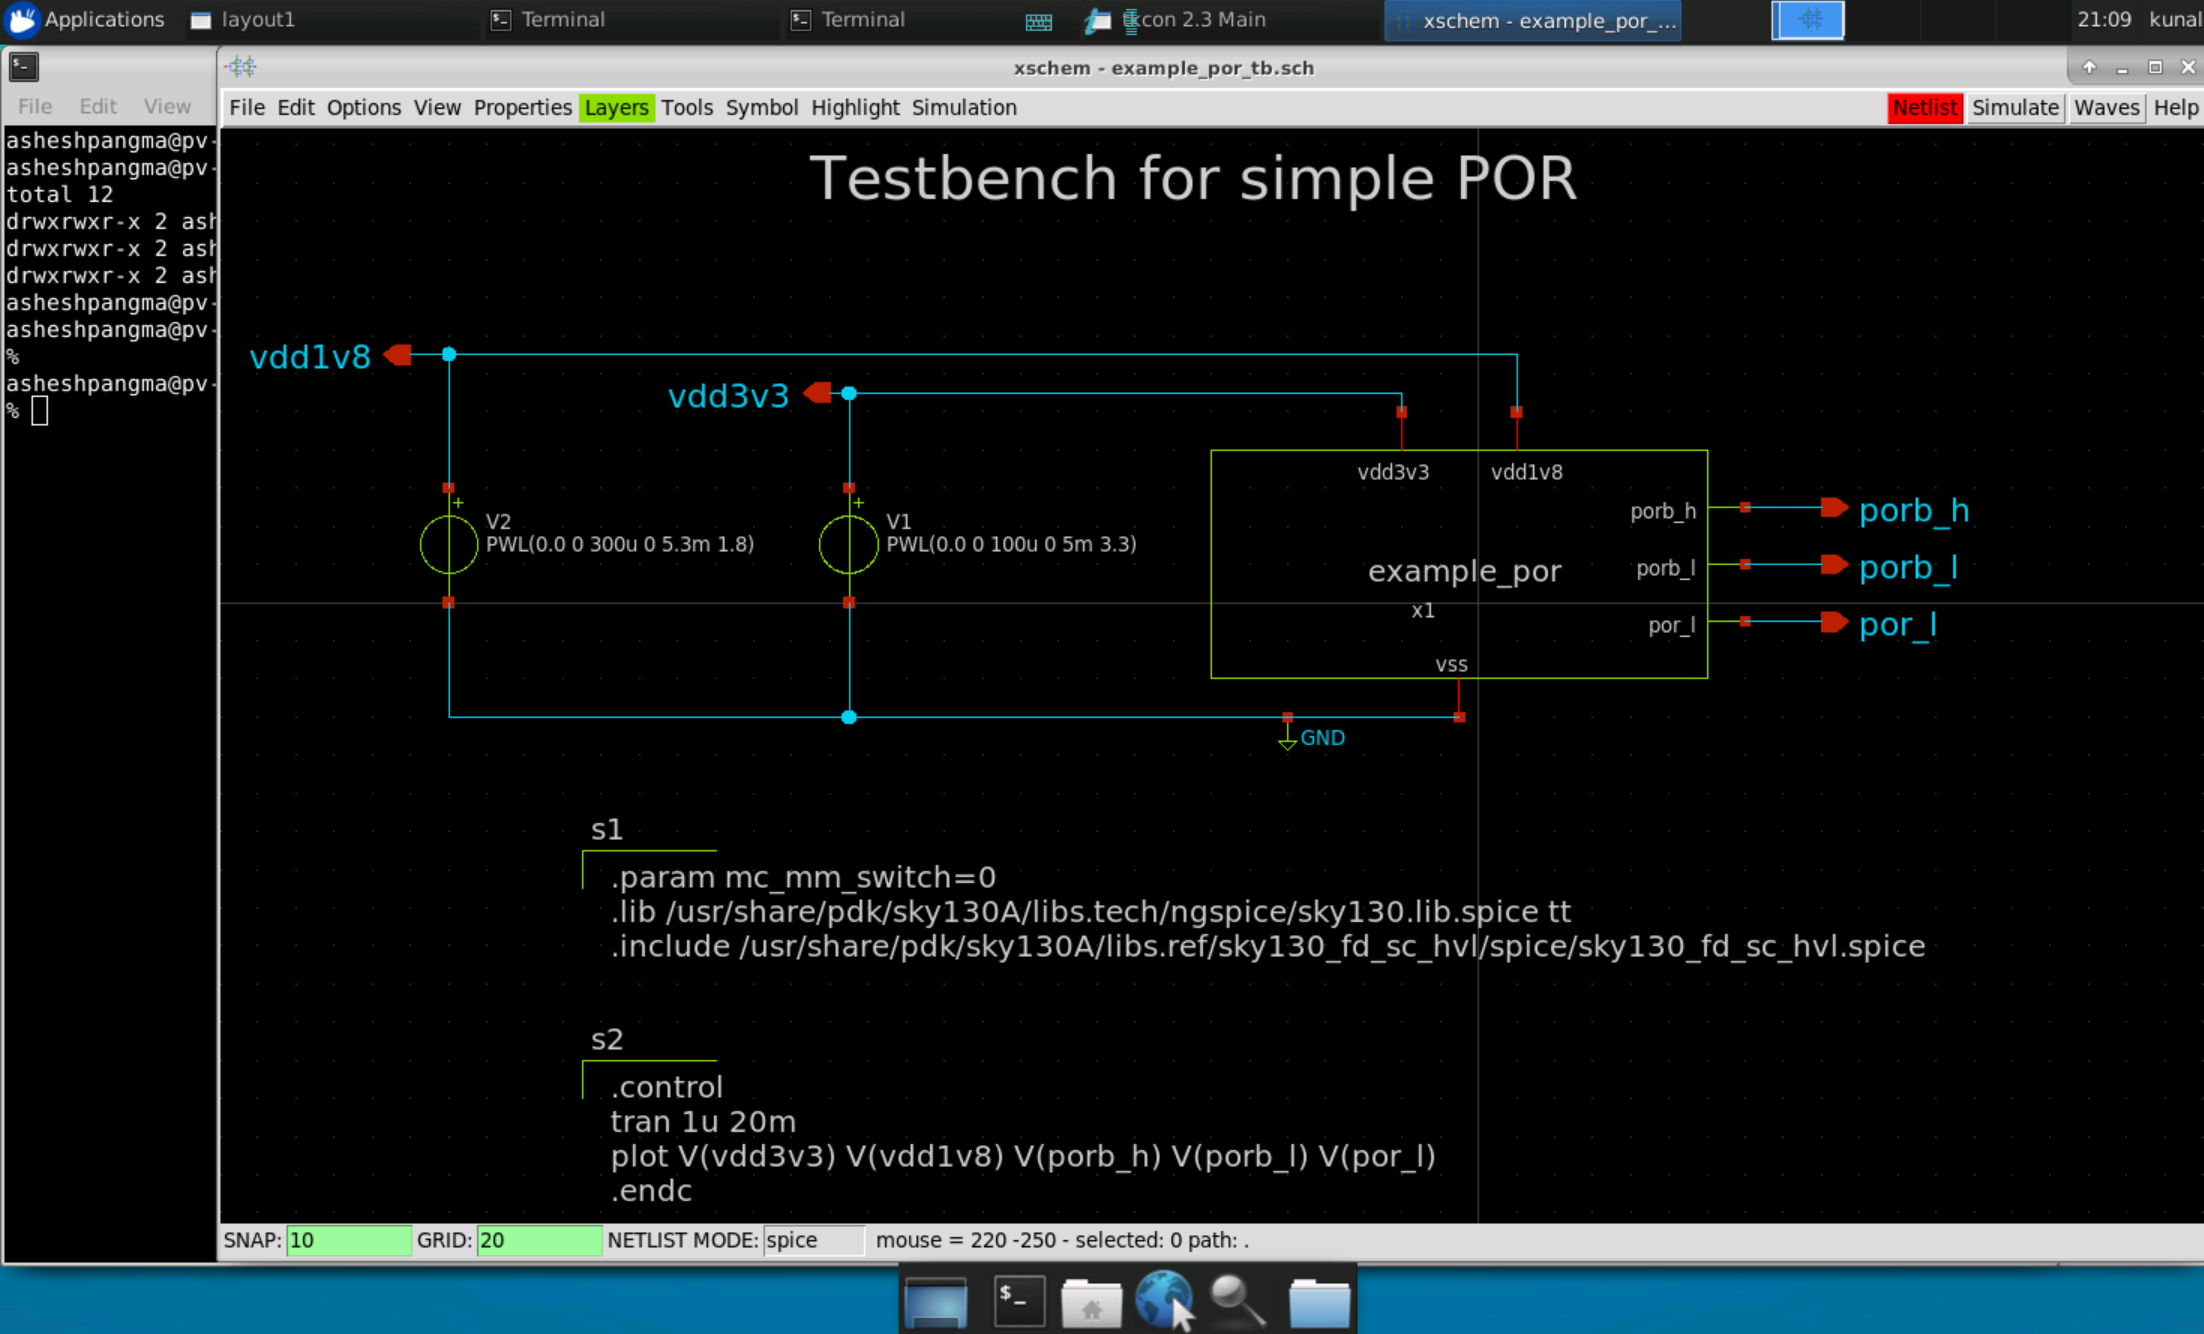 Applications
layout1
Terminal
Terminal
tkcon 2.3 Main
xschem - example_por_...
21:09
kunal
xschem - example_por_tb.sch
File Edit View
File Edit Options View Properties Layers Tools Symbol Highlight Simulation
Netlist Simulate Waves Help
asheshpangma@pv-
asheshpangma@pv-
total 12
drwxrwxr-x 2 ash
drwxrwxr-x 2 ash
drwxrwxr-x 2 ash
asheshpangma@pv-
asheshpangma@pv-
%
asheshpangma@pv-
%
Testbench for simple POR
vdd1v8
vdd3v3
vdd3v3
vdd1v8
V2
PWL(0.0 0 300u 0 5.3m 1.8)
V1
PWL(0.0 0 100u 0 5m 3.3)
porb_h
porb_h
example_por
porb_l
porb_l
x1
por_l
por_l
vss
GND
s1
.param mc_mm_switch=0
.lib /usr/share/pdk/sky130A/libs.tech/ngspice/sky130.lib.spice tt
.include /usr/share/pdk/sky130A/libs.ref/sky130_fd_sc_hvl/spice/sky130_fd_sc_hvl.spice
s2
.control
tran 1u 20m
plot V(vdd3v3) V(vdd1v8) V(porb_h) V(porb_l) V(por_l)
.endc
SNAP: 10 GRID: 20 NETLIST MODE: spice mouse = 220 -250 - selected: 0 path: .
$_